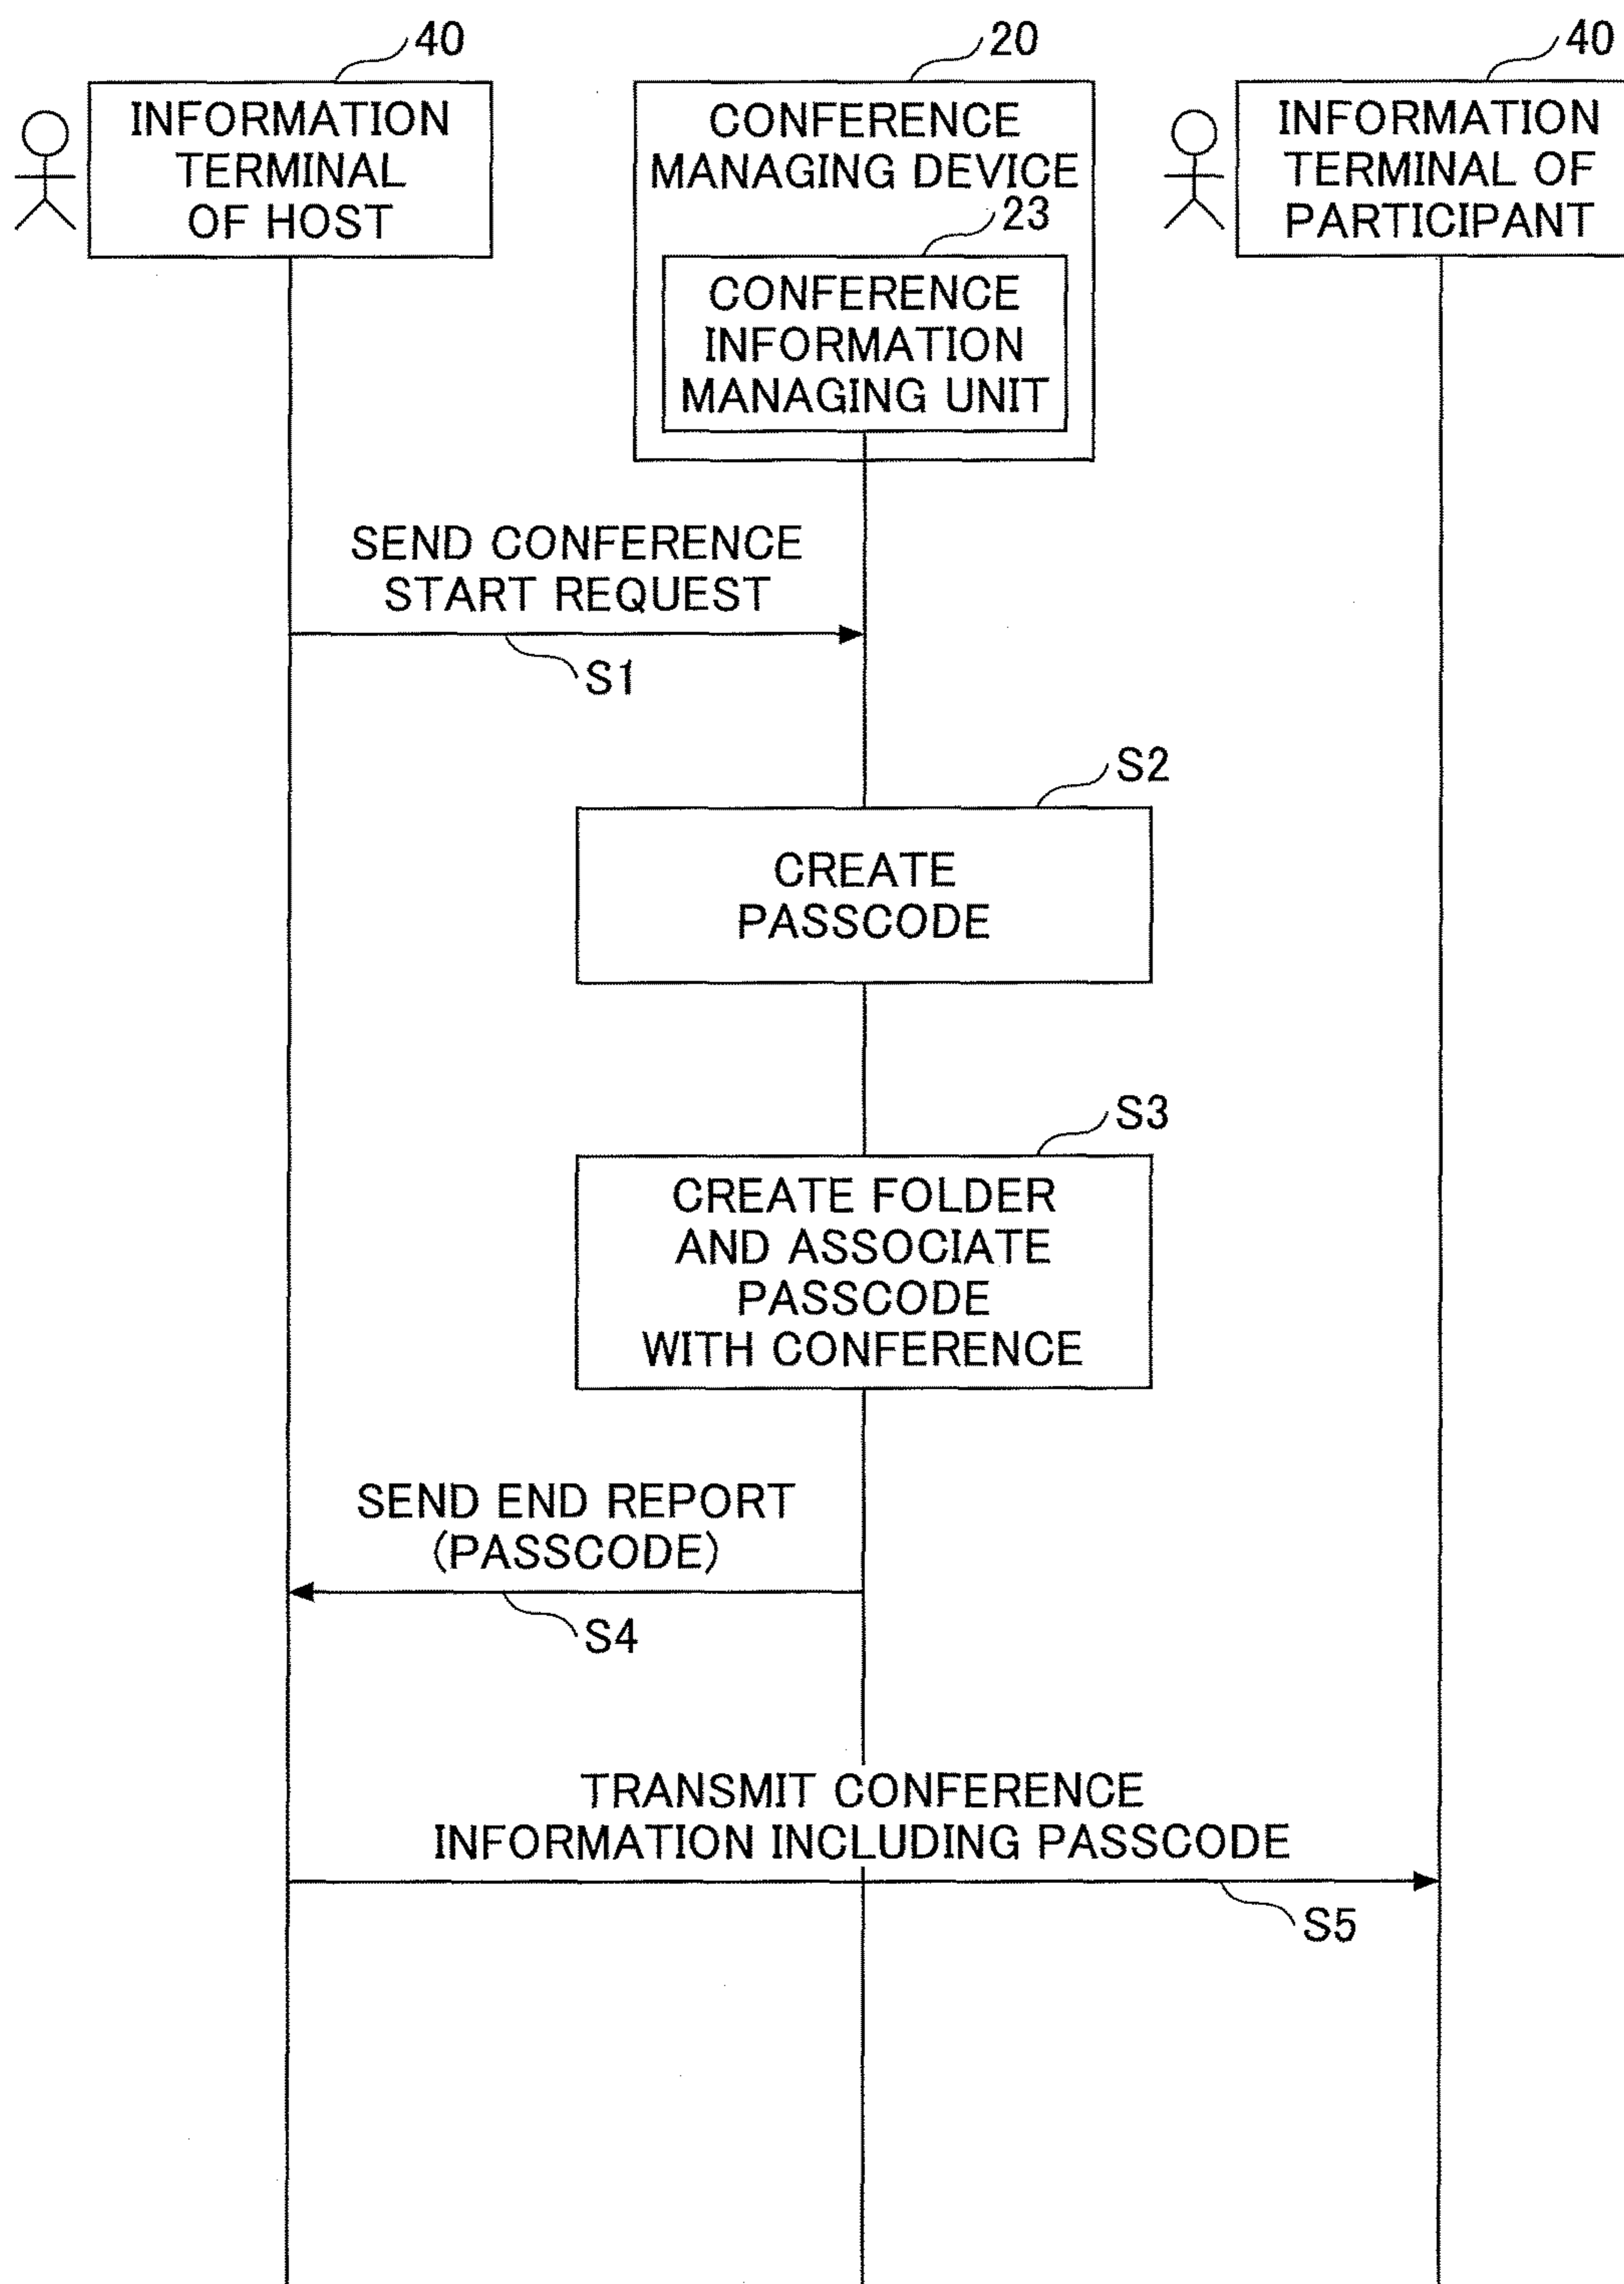 40
INFORMATION
TERMINAL
OF HOST
20
CONFERENCE
MANAGING DEVICE
23
CONFERENCE
INFORMATION
MANAGING UNIT
40
INFORMATION
TERMINAL OF
PARTICIPANT
SEND CONFERENCE
START REQUEST
S1
S2
CREATE
PASSCODE
S3
CREATE FOLDER
AND ASSOCIATE
PASSCODE
WITH CONFERENCE
SEND END REPORT
(PASSCODE)
S4
TRANSMIT CONFERENCE
INFORMATION INCLUDING PASSCODE
S5